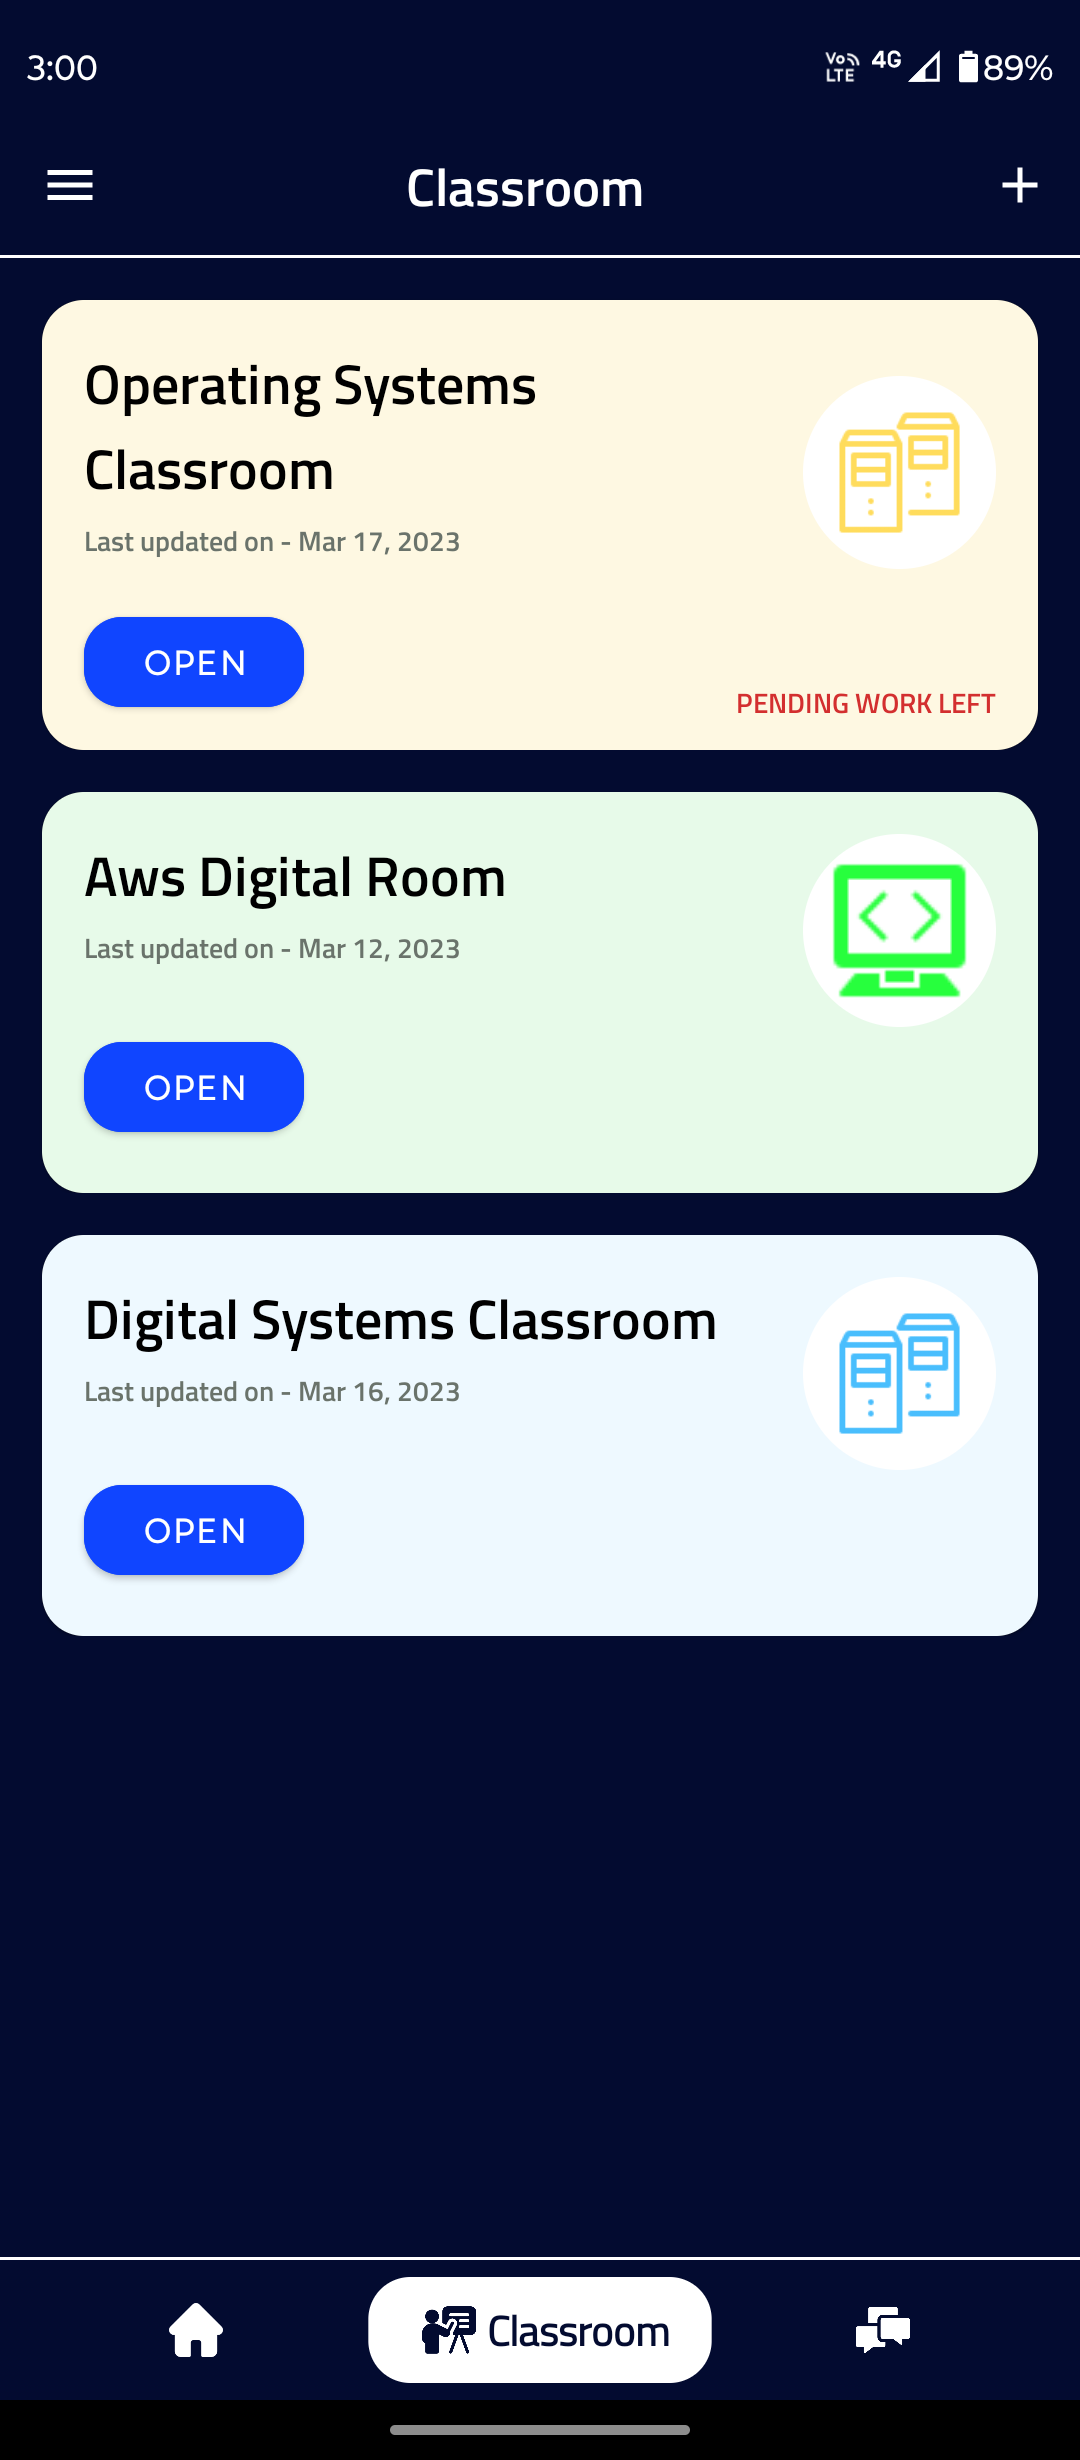 3:00 Vo LTE 4G 89%
Classroom
Operating Systems
Classroom
Last updated on - Mar 17, 2023
OPEN
PENDING WORK LEFT
Aws Digital Room
Last updated on - Mar 12, 2023
OPEN
Digital Systems Classroom
Last updated on - Mar 16, 2023
OPEN
Classroom